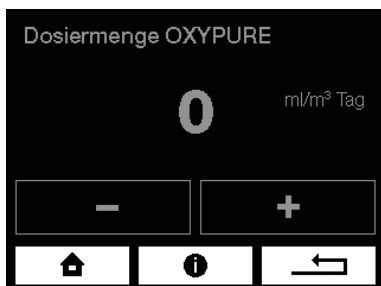 Dosiermenge OXYPURE
0 ml/m³ Tag
– +